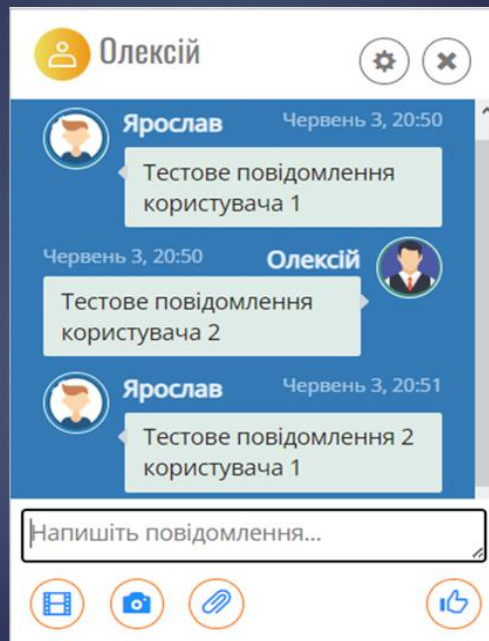 Олексій
Ярослав
Червень 3, 20:50
Тестове повідомлення
користувача 1
Червень 3, 20:50
Олексій
Тестове повідомлення
користувача 2
Ярослав
Червень 3, 20:51
Тестове повідомлення 2
користувача 1
Напишіть повідомлення...